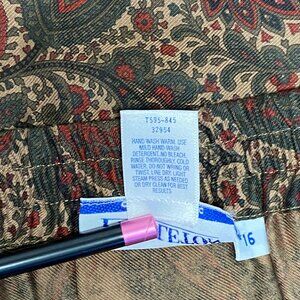 T595-845
32954
HAND WASH WARM, USE
MILD HAND WASH
DETERGENT, NO BLEACH,
RINSE THOROUGHLY, COLD
WATER. DO NOT WRING OR
TWIST. LINE DRY. LIGHT
STEAM PRESS AS NEEDED
OR DRY CLEAN FOR BEST
RESULTS
16